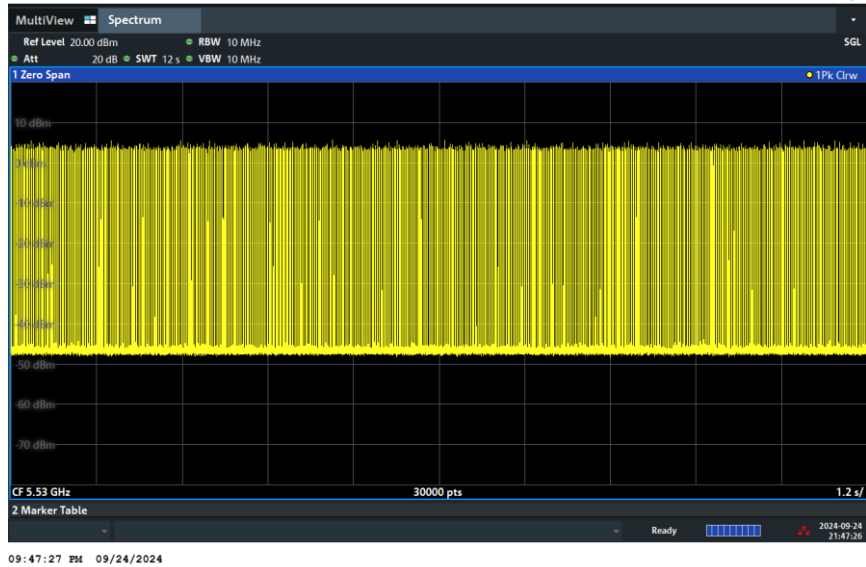 MultiView Spectrum
Ref Level 20.00 dBm RBW 10 MHz SGL
Att 20 dB SWT 12 s VBW 10 MHz
1 Zero Span 1Pk Clrw
10 dBm
0 dBm
-10 dBm
-20 dBm
-30 dBm
-40 dBm
-50 dBm
-60 dBm
-70 dBm
CF 5.53 GHz 30000 pts 1.2 s/
2 Marker Table
Ready 2024-09-24
21:47:26
09:47:27 PM 09/24/2024